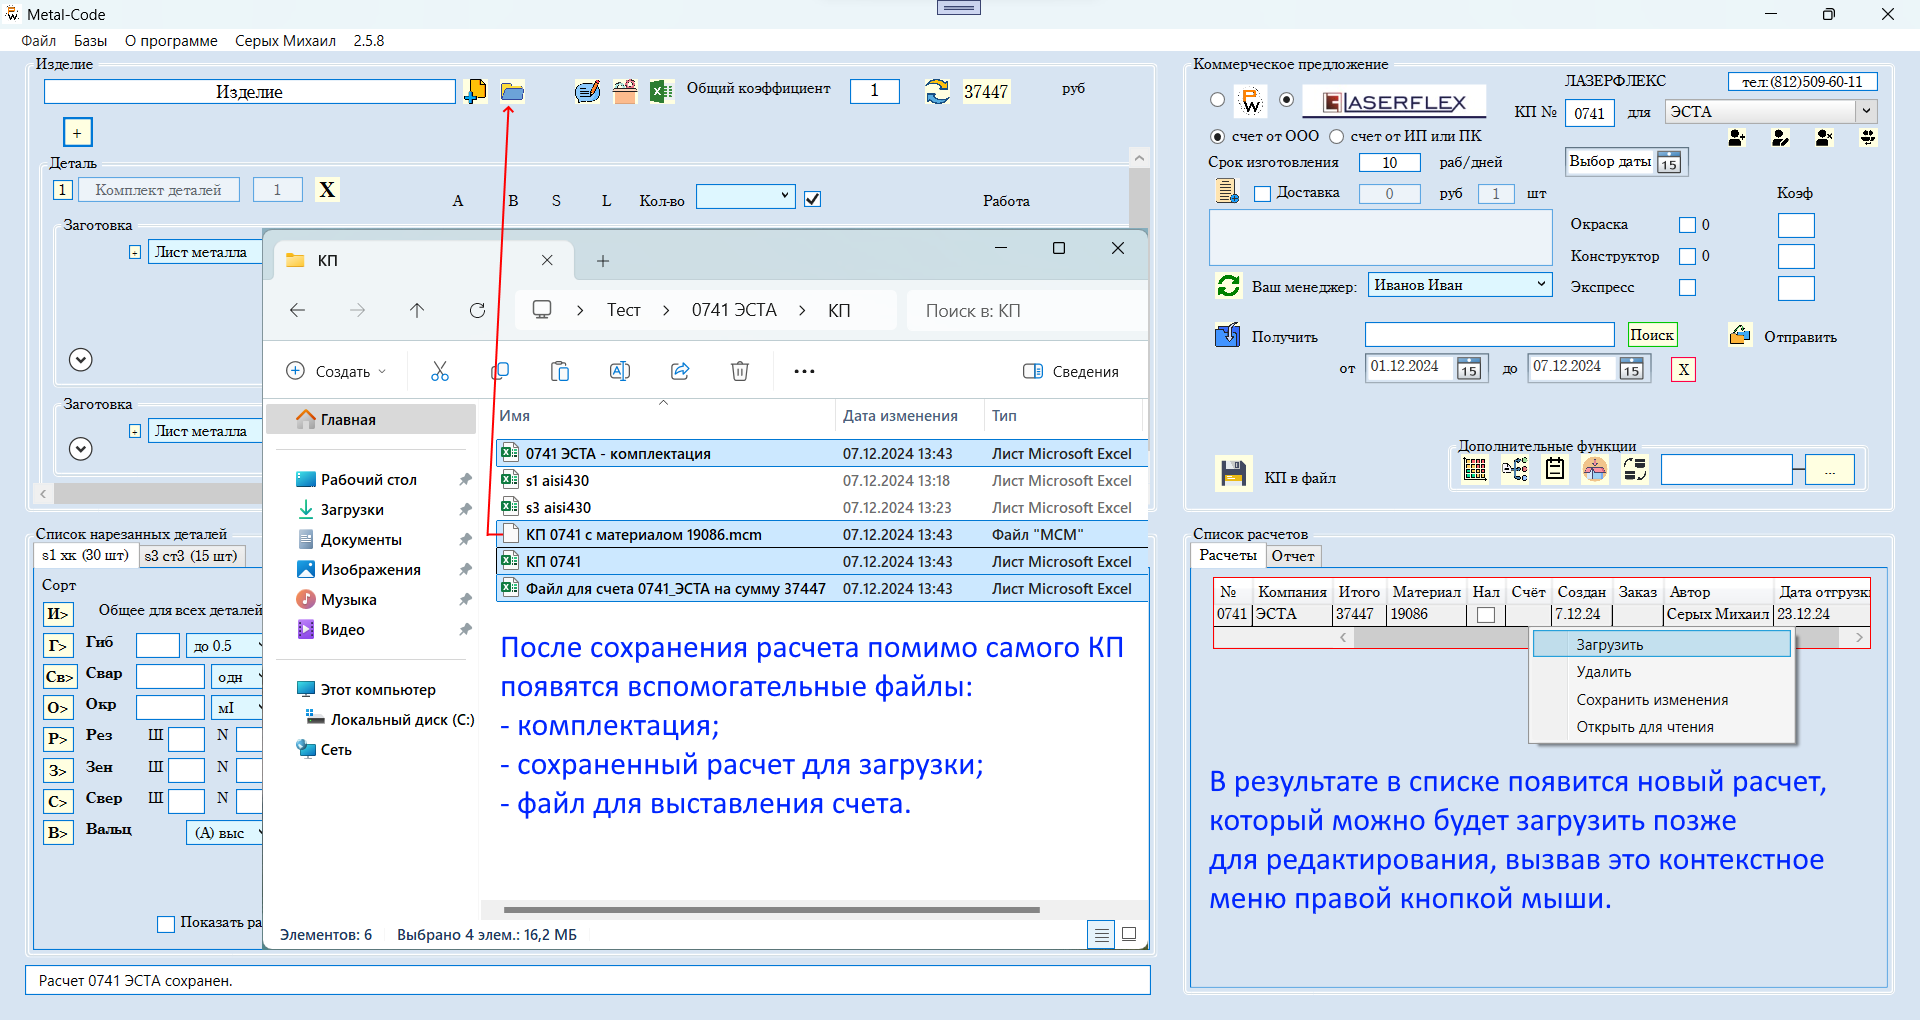 Metal-Code
Файл Базы О программе Серых Михаил 2.5.8
Изделие
Изделие
Общий коэффициент 1 37447 руб
+
Деталь
1 Комплект деталей 1 X
A B S L Кол-во Работа
Заготовка
+ Лист металла
Заготовка
+ Лист металла
КП
Тест > 0741 ЭСТА > КП
Поиск в: КП
Создать
Сведения
Главная
Рабочий стол
Загрузки
Документы
Изображения
Музыка
Видео
Этот компьютер
Локальный диск (C:)
Сеть
Имя Дата изменения Тип
0741 ЭСТА - комплектация 07.12.2024 13:43 Лист Microsoft Excel
s1 aisi430 07.12.2024 13:18 Лист Microsoft Excel
s3 aisi430 07.12.2024 13:23 Лист Microsoft Excel
КП 0741 с материалом 19086.mcm 07.12.2024 13:43 Файл "MCM"
КП 0741 07.12.2024 13:43 Лист Microsoft Excel
Файл для счета 0741_ЭСТА на сумму 37447 07.12.2024 13:43 Лист Microsoft Excel
После сохранения расчета помимо самого КП
появятся вспомогательные файлы:
- комплектация;
- сохраненный расчет для загрузки;
- файл для выставления счета.
Элементов: 6 Выбрано 4 элем.: 16,2 МБ
Список нарезанных деталей
s1 хк (30 шт) s3 ст3 (15 шт)
Сорт
И> Общее для всех деталей
Г> Гиб до 0.5
Св> Свар одн
О> Окр мI
Р> Рез Ш N
З> Зен Ш N
С> Свер Ш N
В> Вальц (А) выс
Показать ра
Расчет 0741 ЭСТА сохранен.
Коммерческое предложение
ЛАЗЕРФЛЕКС тел:(812)509-60-11
PW LASERFLEX КП № 0741 для ЭСТА
счет от ООО счет от ИП или ПК
Срок изготовления 10 раб/дней Выбор даты 15
Доставка 0 руб 1 шт Коэф
Окраска 0
Конструктор 0
Ваш менеджер: Иванов Иван Экспресс
Получить Поиск Отправить
от 01.12.2024 15 до 07.12.2024 15 X
Дополнительные функции
КП в файл ...
Список расчетов
Расчеты Отчет
№ Компания Итого Материал Нал Счёт Создан Заказ Автор Дата отгрузк
0741 ЭСТА 37447 19086 7.12.24 Серых Михаил 23.12.24
Загрузить
Удалить
Сохранить изменения
Открыть для чтения
В результате в списке появится новый расчет,
который можно будет загрузить позже
для редактирования, вызвав это контекстное
меню правой кнопкой мыши.